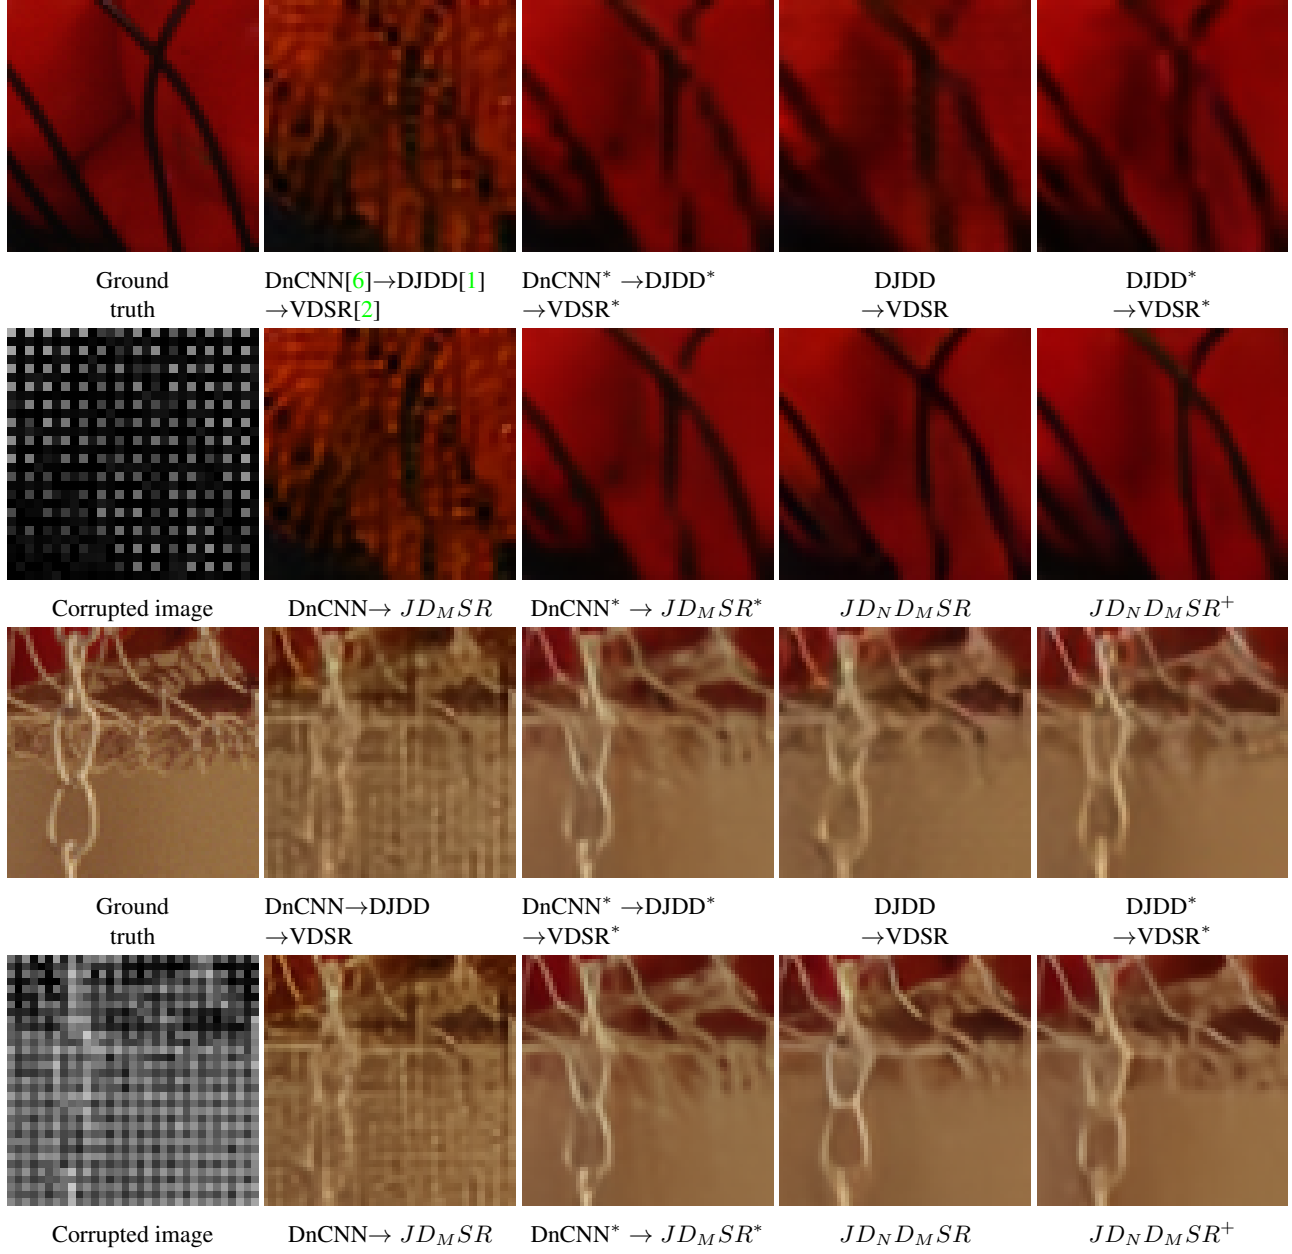 Ground
truth
DnCNN[6]→DJDD[1]
→VDSR[2]
DnCNN* →DJDD*
→VDSR*
DJDD
→VDSR
DJDD*
→VDSR*
Corrupted image
DnCNN→ JD_MSR
DnCNN* → JD_MSR*
JD_ND_MSR
JD_ND_MSR⁺
Ground
truth
DnCNN→DJDD
→VDSR
DnCNN* →DJDD*
→VDSR*
DJDD
→VDSR
DJDD*
→VDSR*
Corrupted image
DnCNN→ JD_MSR
DnCNN* → JD_MSR*
JD_ND_MSR
JD_ND_MSR⁺